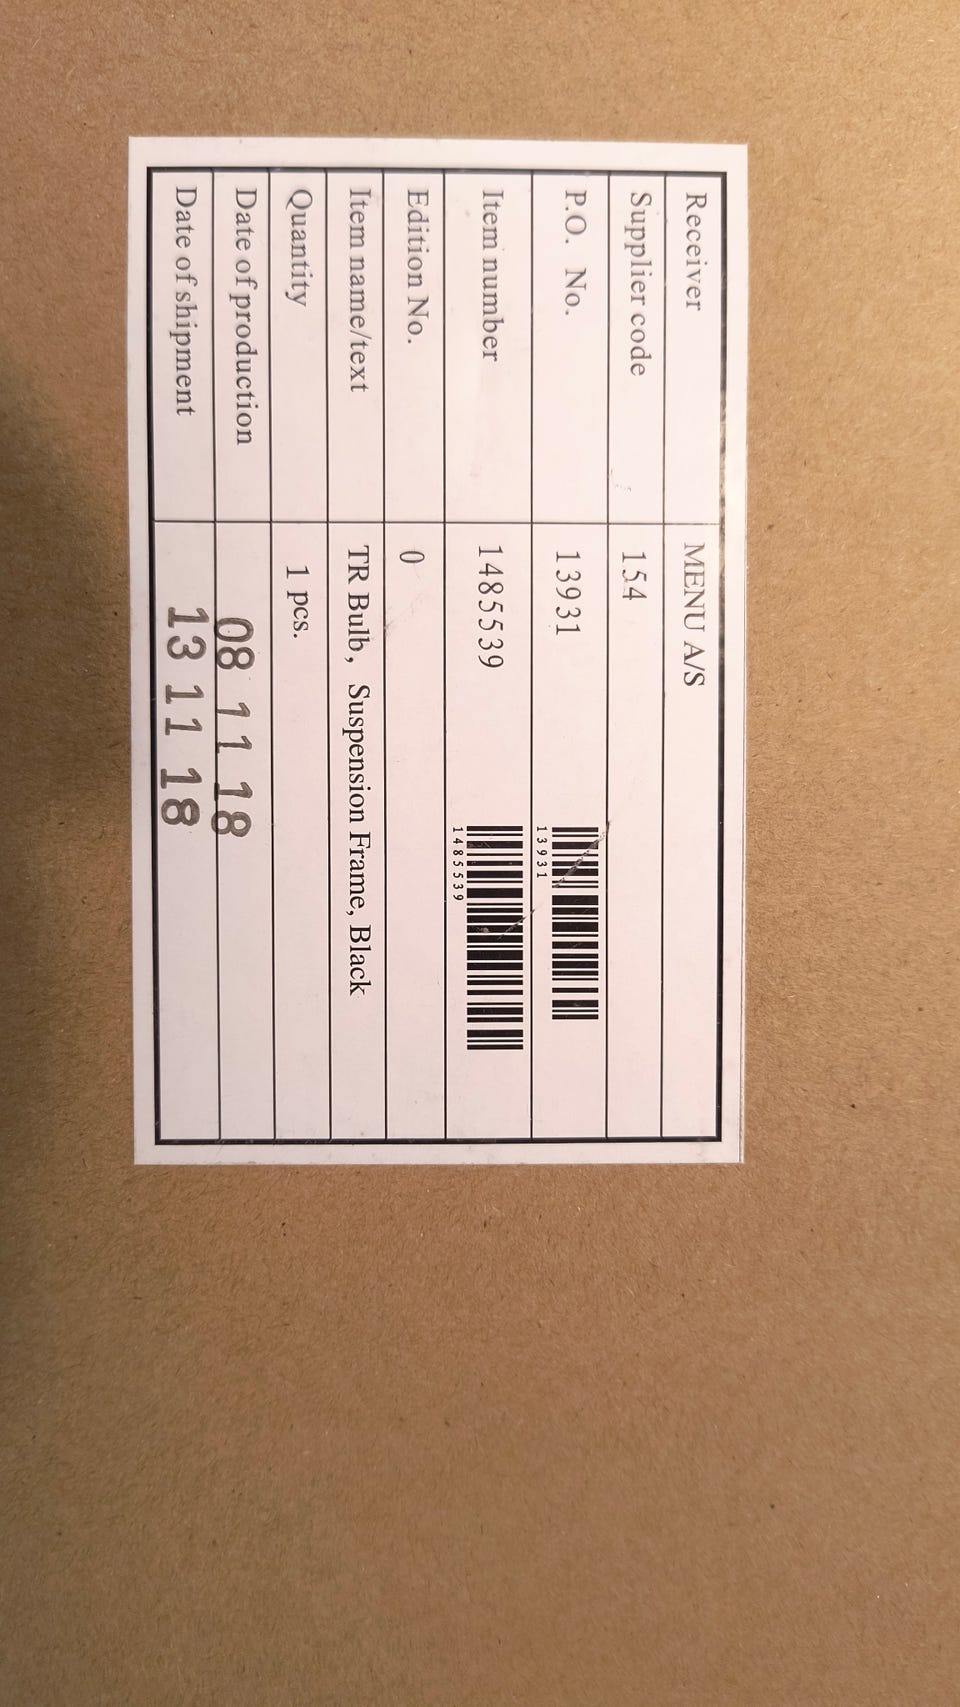 Receiver MENU A/S
Supplier code 154
P.O. No. 13931
13931
Item number 1485539
1485539
Edition No. 0
Item name/text TR Bulb, Suspension Frame, Black
Quantity 1 pcs.
Date of production 08 11 18
Date of shipment 13 11 18